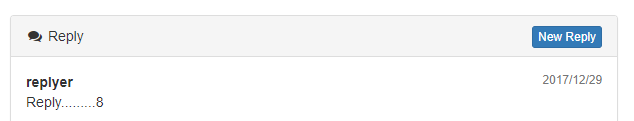 Reply New Reply
replyer 2017/12/29
Reply.........8